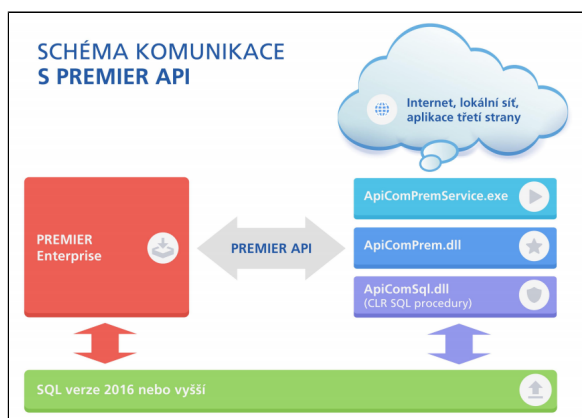 SCHÉMA KOMUNIKACE
S PREMIER API
Internet, lokální síť,
aplikace třetí strany
ApiComPremService.exe
PREMIER
Enterprise
PREMIER API
ApiComPrem.dll
ApiComSql.dll
(CLR SQL procedury)
SQL verze 2016 nebo vyšší